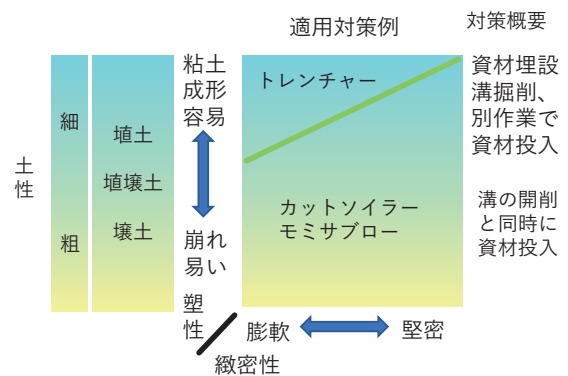 適用対策例
対策概要
土性
細
粗
埴土
埴壌土
壌土
粘土
成形
容易
崩れ
易い
塑性
トレンチャー
カットソイラー
モミサブロー
資材埋設
溝掘削、
別作業で
資材投入
溝の開削
と同時に
資材投入
膨軟
堅密
緻密性